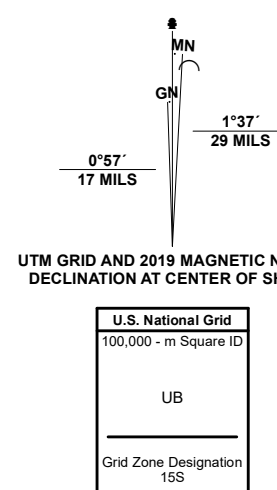 MN
GN
1°37´
29 MILS
0°57´
17 MILS
UTM GRID AND 2019 MAGNETIC N
DECLINATION AT CENTER OF SH
U.S. National Grid
100,000 - m Square ID
UB
Grid Zone Designation
15S